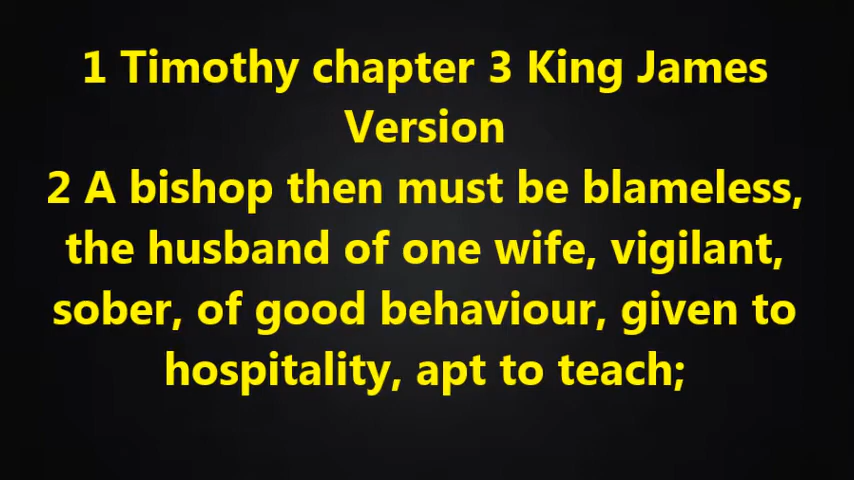 1 Timothy chapter 3 King James
Version
2 A bishop then must be blameless,
the husband of one wife, vigilant,
sober, of good behaviour, given to
hospitality, apt to teach;